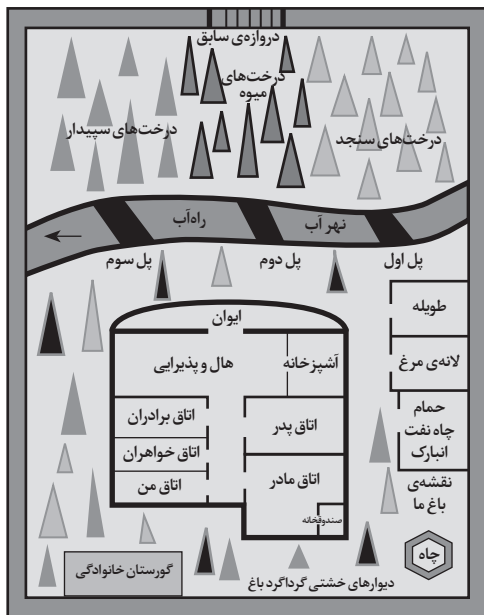 دروازه‌ی سابق
درخت‌های
میوه
درخت‌های سنجد
درخت‌های سپیدار
نهر آب
راه‌آب
پل اول
پل دوم
پل سوم
ایوان
طویله
آشپزخانه
هال و پذیرایی
لانه‌ی مرغ
حمام
چاه نفت
انبارک
اتاق پدر
اتاق برادران
اتاق خواهران
اتاق مادر
اتاق من
صندوقخانه
نقشه‌ی
باغ ما
چاه
گورستان خانوادگی
دیوارهای خشتی گرداگرد باغ